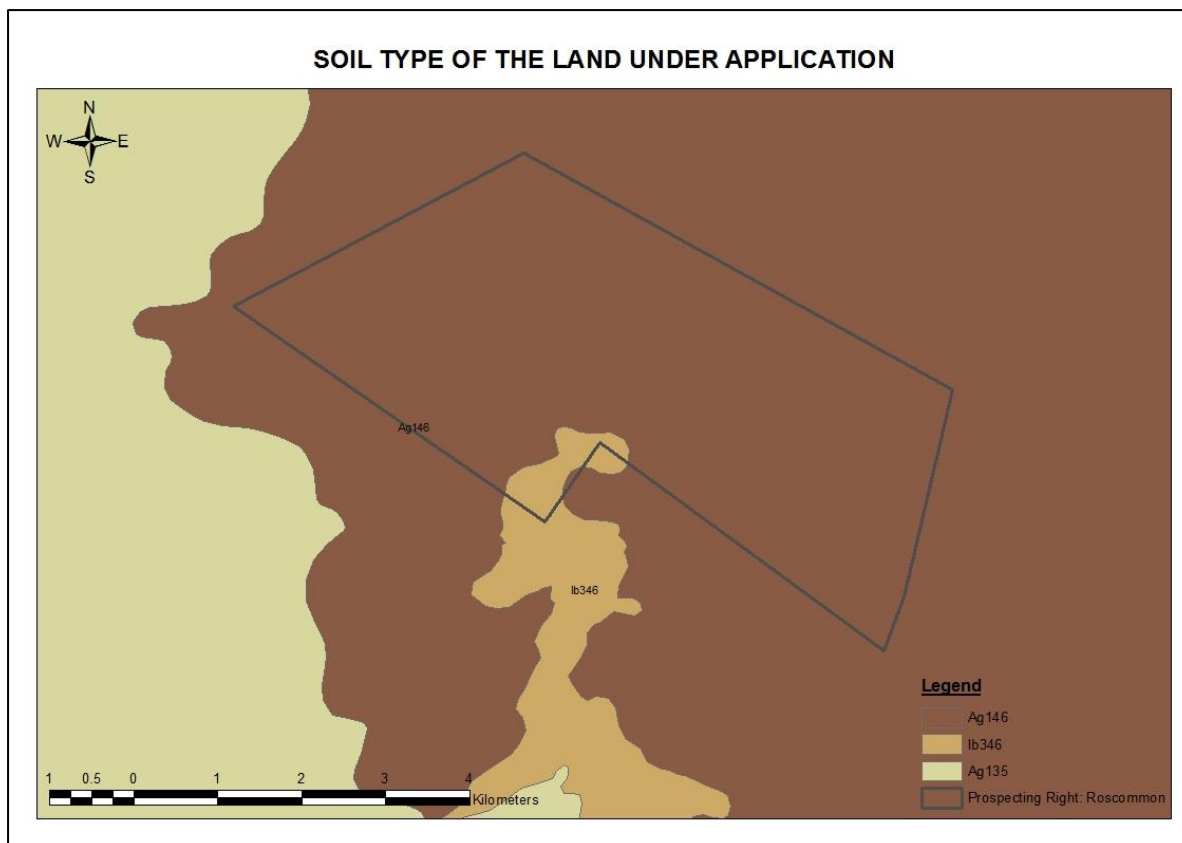 SOIL TYPE OF THE LAND UNDER APPLICATION
N
W E
S
Ag146
Ib346
Legend
Ag146
Ib346
Ag135
Prospecting Right: Roscommon
1 0.5 0 1 2 3 4
Kilometers